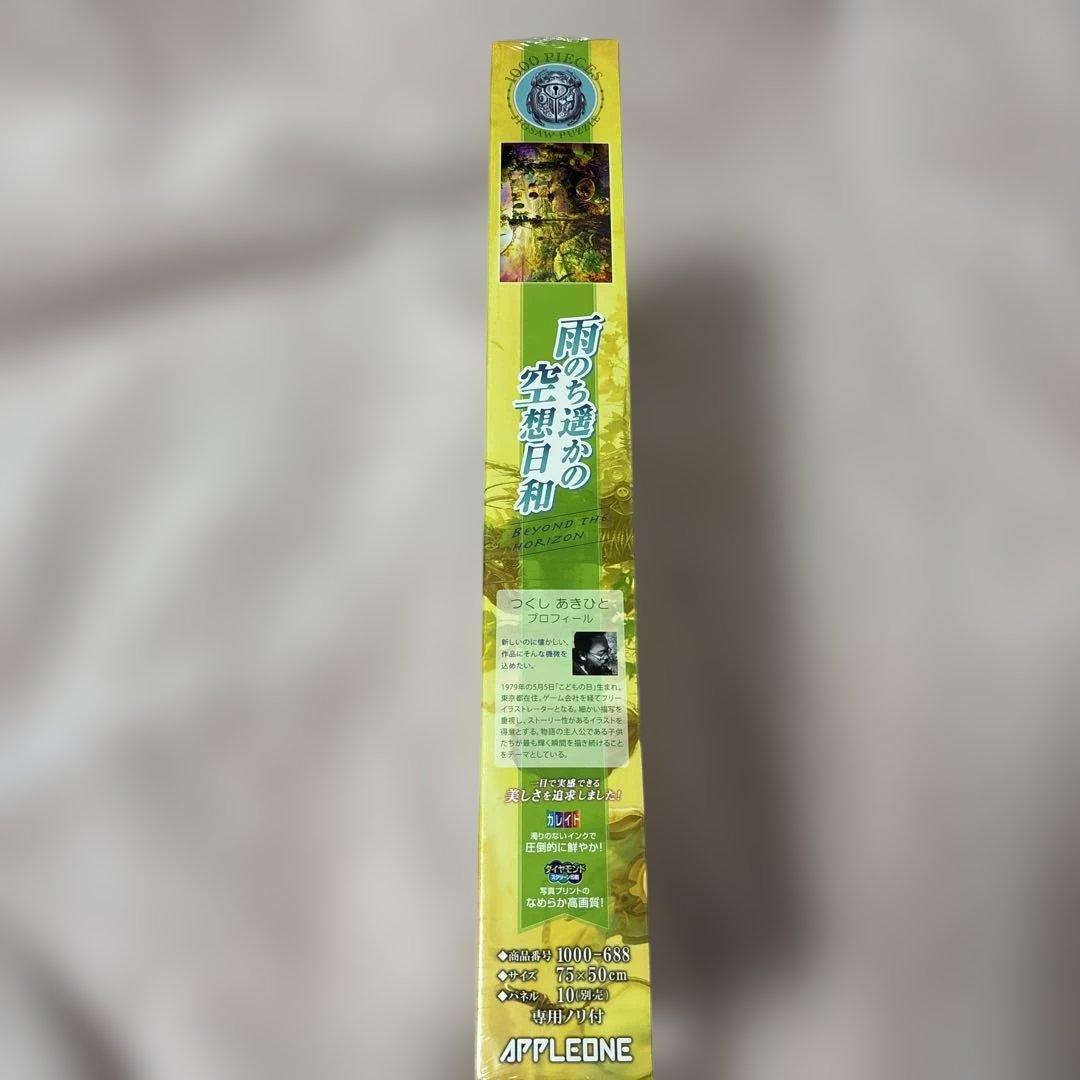 1000 PIECES
JIGSAW PUZZLE
雨のち遥かの
空想日和
BEYOND THE
HORIZON
つくし あきひと
プロフィール
新しいのに懐かしい、
作品にそんな機微を
込めたい。
1979年の5月5日「こどもの日」生まれ。
東京都在住。ゲーム会社を経てフリー
イラストレーターとなる。細かい描写を
重視し、ストーリー性があるイラストを
得意とする。物語の主人公である子供
たちが最も輝く瞬間を描き続けること
をテーマとしている。
一目で実感できる
美しさを追求しました!
カレイト
濁りのないインクで
圧倒的に鮮やか!
ダイヤモンド
スクリーン印刷
写真プリントの
なめらか高画質!
◆商品番号 1000-688
◆サイズ 75×50cm
◆パネル 10(別売)
専用ノリ付
APPLEONE